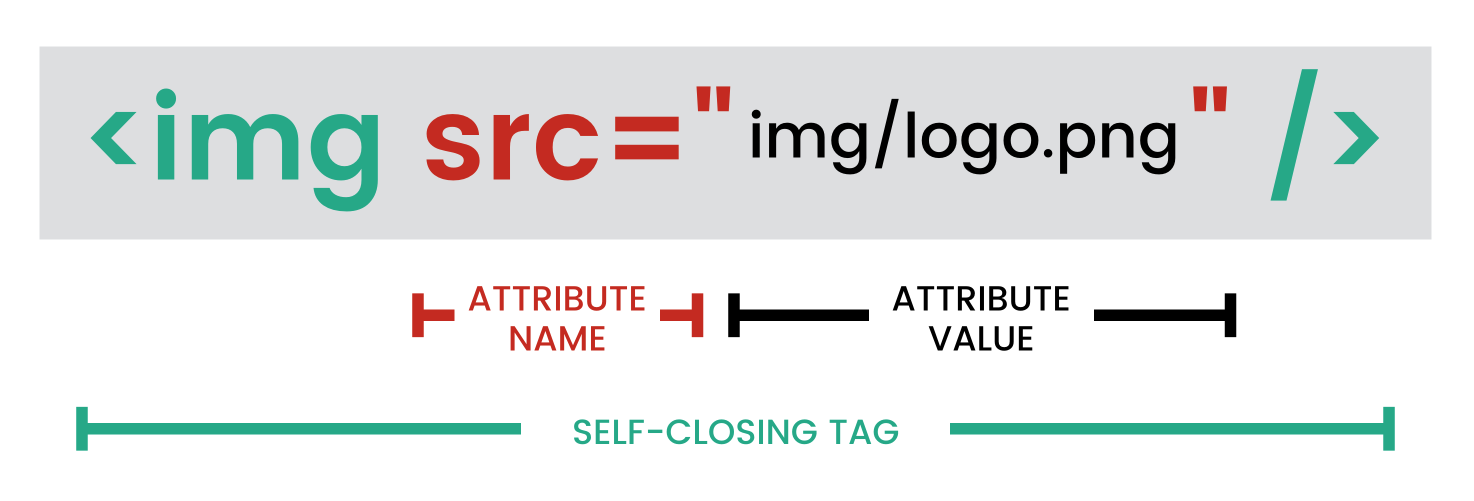 <img src="img/logo.png" />
ATTRIBUTE NAME
ATTRIBUTE VALUE
SELF-CLOSING TAG